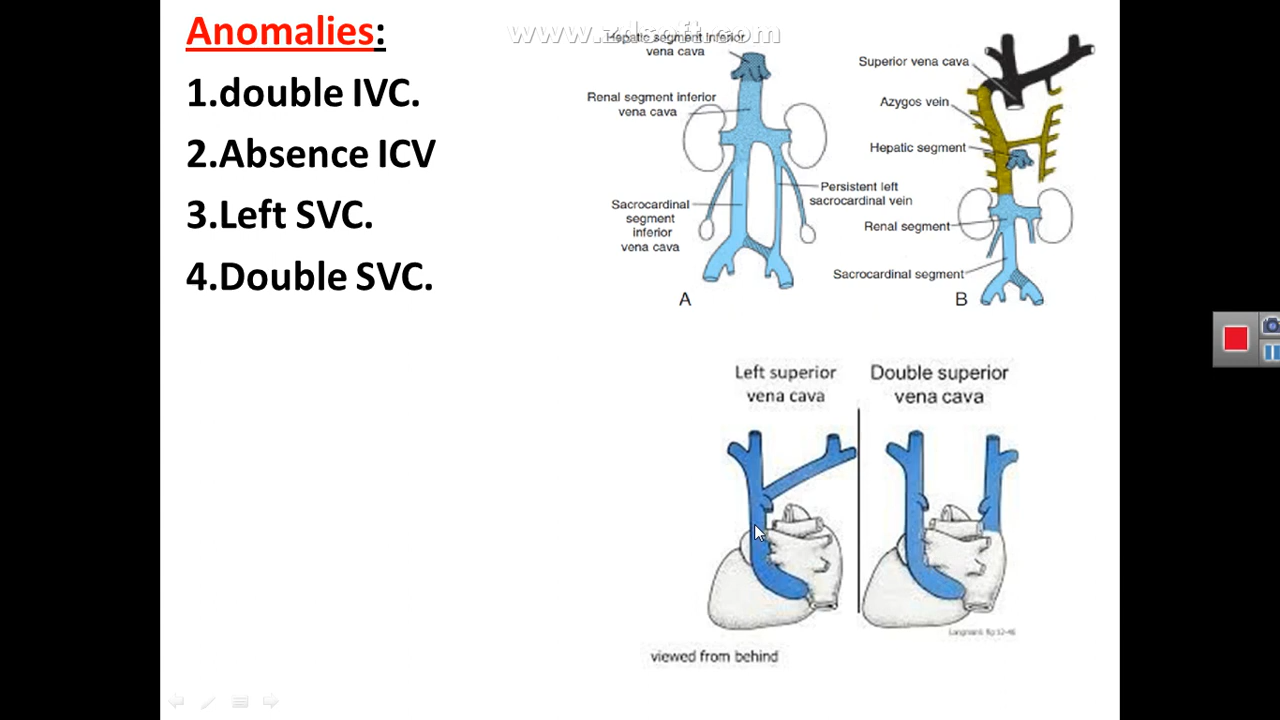 Anomalies:
1.double IVC.
2.Absence ICV
3.Left SVC.
4.Double SVC.
Hepatic segment inferior
vena cava
Renal segment inferior
vena cava
Sacrocardinal
segment
inferior
vena cava
Persistent left
sacrocardinal vein
A
Superior vena cava
Azygos vein
Hepatic segment
Renal segment
Sacrocardinal segment
B
Left superior
vena cava
Double superior
vena cava
viewed from behind